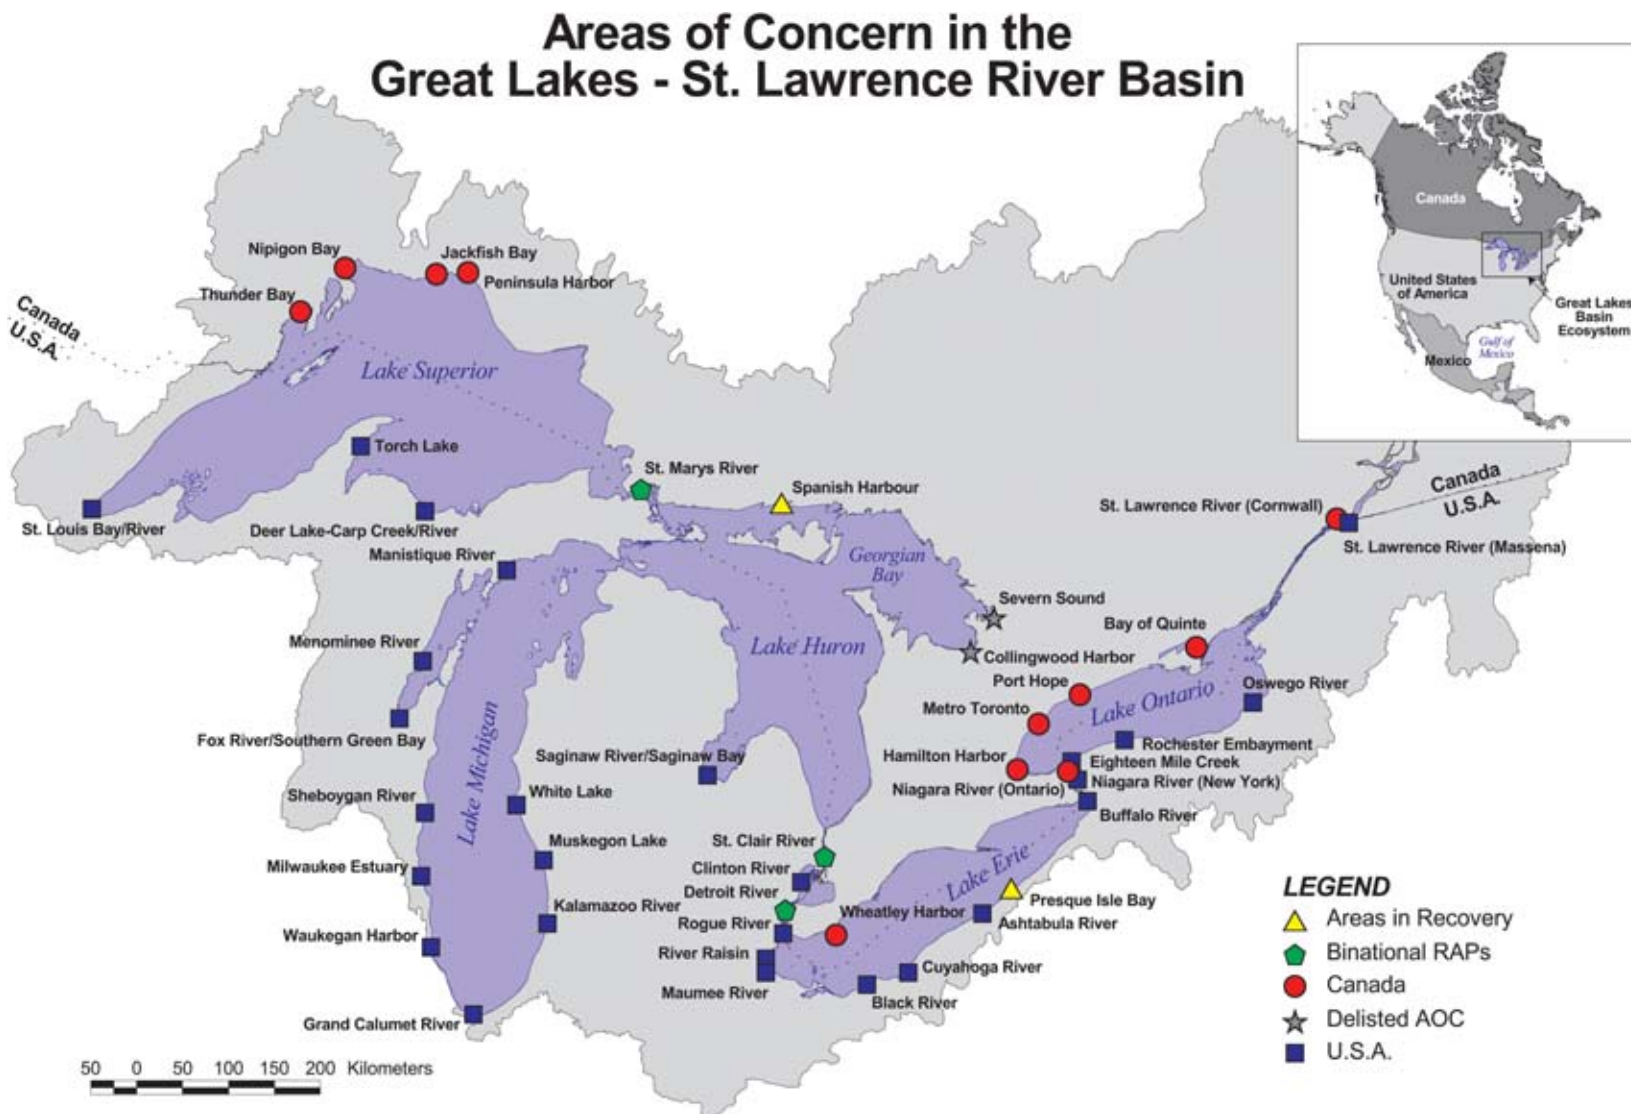 Areas of Concern in the
Great Lakes - St. Lawrence River Basin
Canada
United States
of America
Great Lakes
Basin
Ecosystem
Gulf of
Mexico
Mexico
Nipigon Bay
Jackfish Bay
Peninsula Harbor
Thunder Bay
Canada
U.S.A.
Lake Superior
Torch Lake
St. Marys River
Spanish Harbour
St. Louis Bay/River
Deer Lake-Carp Creek/River
Manistique River
Georgian
Bay
Canada
U.S.A.
St. Lawrence River (Cornwall)
St. Lawrence River (Massena)
Severn Sound
Collingwood Harbor
Bay of Quinte
Menominee River
Lake Huron
Port Hope
Oswego River
Metro Toronto
Lake Ontario
Fox River/Southern Green Bay
Lake Michigan
Saginaw River/Saginaw Bay
Hamilton Harbor
Rochester Embayment
Eighteen Mile Creek
Niagara River (Ontario)
Niagara River (New York)
Buffalo River
Sheboygan River
White Lake
Muskegon Lake
St. Clair River
Clinton River
Detroit River
Lake Erie
Milwaukee Estuary
Kalamazoo River
Rogue River
Wheatley Harbor
Presque Isle Bay
Ashtabula River
Waukegan Harbor
River Raisin
Cuyahoga River
Maumee River
Black River
Grand Calumet River
LEGEND
Areas in Recovery
Binational RAPs
Canada
Delisted AOC
U.S.A.
50 0 50 100 150 200 Kilometers